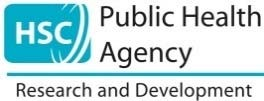 HSC
Public Health
Agency
Research and Development